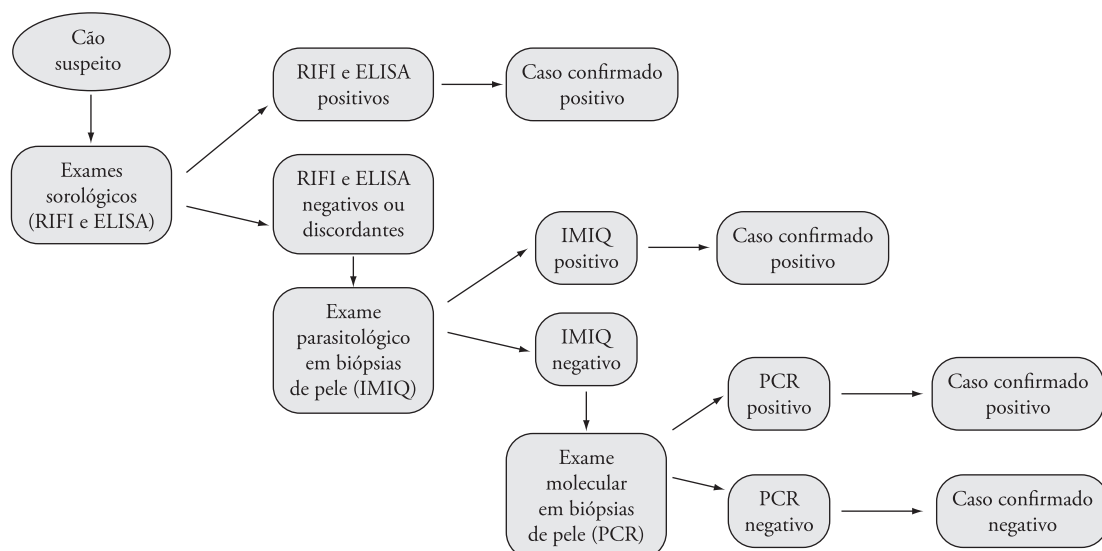 Cão
suspeito
Exames
sorológicos
(RIFI e ELISA)
RIFI e ELISA
positivos
Caso confirmado
positivo
RIFI e ELISA
negativos ou
discordantes
Exame
parasitológico
em biópsias
de pele (IMIQ)
IMIQ
positivo
Caso confirmado
positivo
IMIQ
negativo
Exame
molecular
em biópsias
de pele (PCR)
PCR
positivo
Caso confirmado
positivo
PCR
negativo
Caso confirmado
negativo